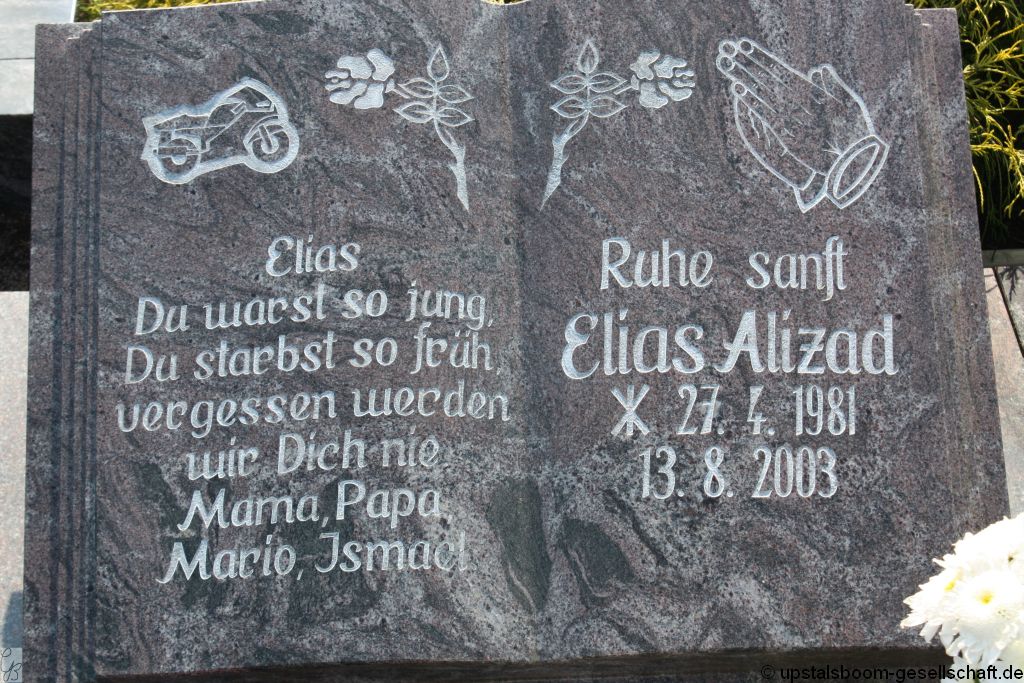 Elias
Du warst so jung,
Du starbst so früh,
vergessen werden
wir Dich nie
Mama, Papa,
Mario, Ismael
Ruhe sanft
Elias Alizad
27. 4. 1981
13. 8. 2003
© upstalsboom-gesellschaft.de